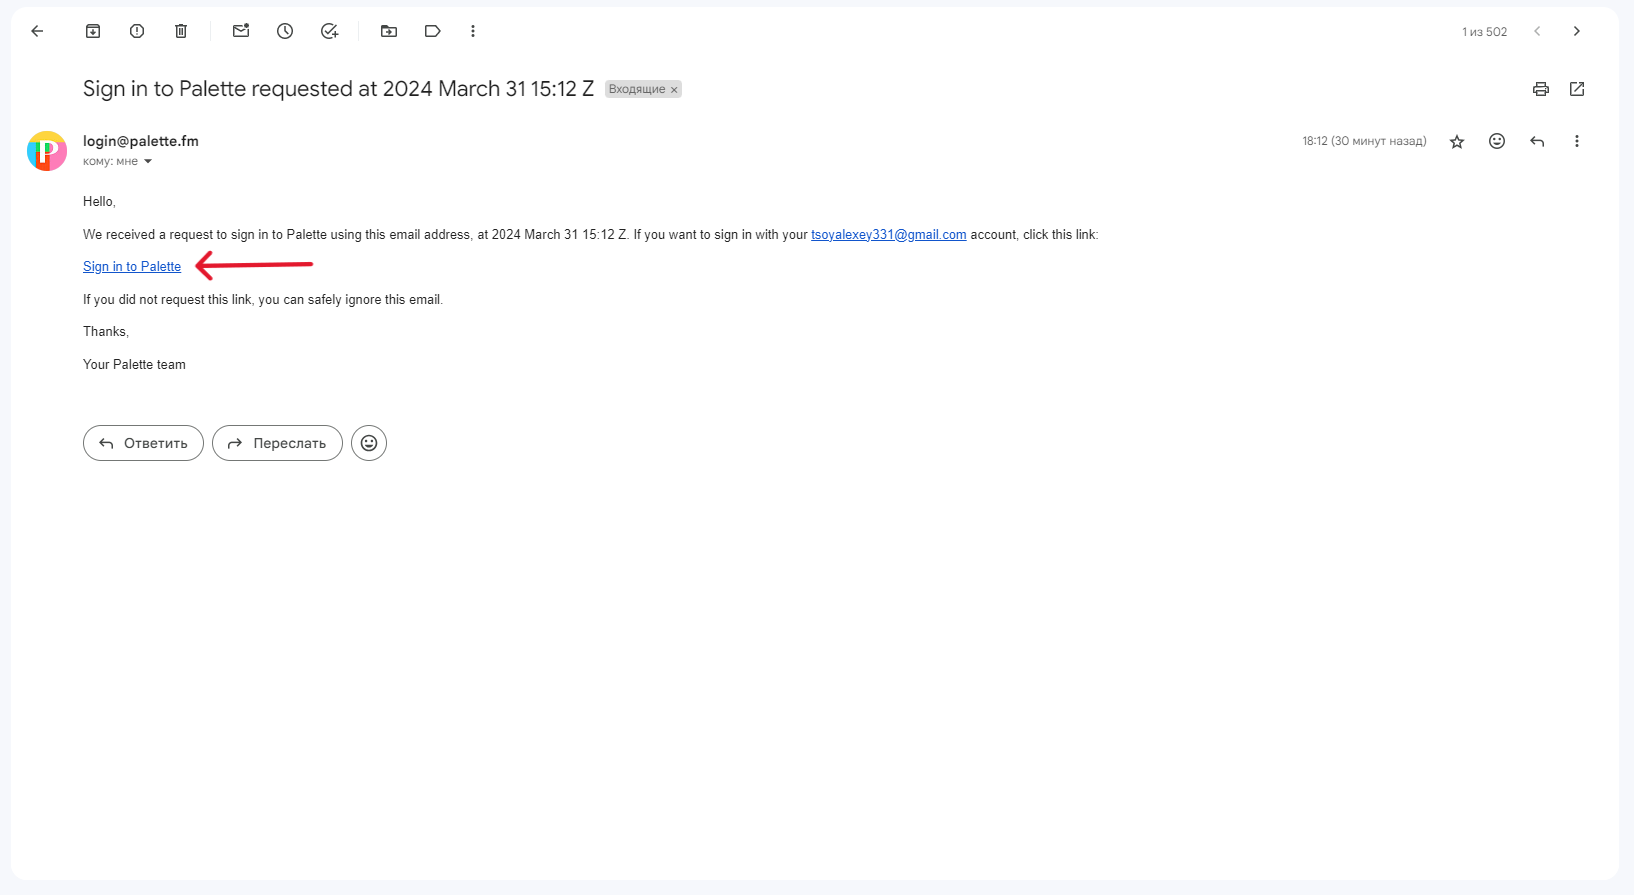 1 из 502
Sign in to Palette requested at 2024 March 31 15:12 Z Входящие ×
P
login@palette.fm 18:12 (30 минут назад)
кому: мне
Hello,
We received a request to sign in to Palette using this email address, at 2024 March 31 15:12 Z. If you want to sign in with your tsoyalexey331@gmail.com account, click this link:
Sign in to Palette
If you did not request this link, you can safely ignore this email.
Thanks,
Your Palette team
Ответить Переслать